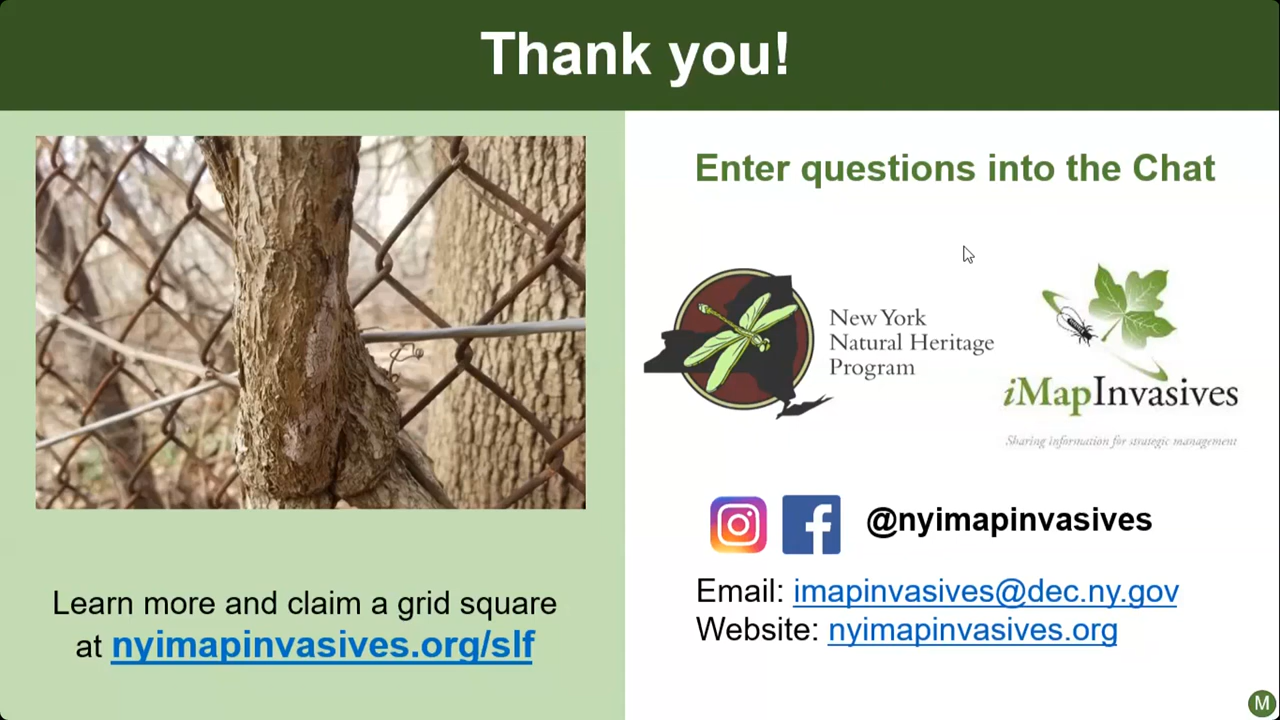 Thank you!
Enter questions into the Chat
New York
Natural Heritage
Program
iMapInvasives
Sharing information for strategic management
@nyimapinvasives
Learn more and claim a grid square
at nyimapinvasives.org/slf
Email: imapinvasives@dec.ny.gov
Website: nyimapinvasives.org
M